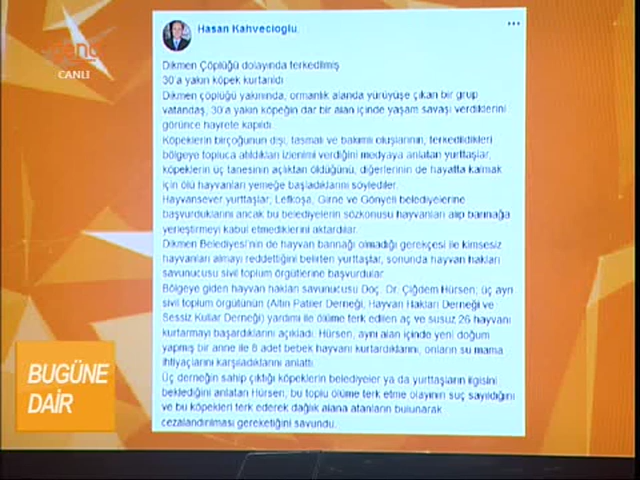 Hasan Kahvecioglu
CANLI
Dikmen Çöplüğü dolayında terkedilmiş
30'a yakın köpek kurtarıldı
Dikmen çöplüğü yakınında, ormanlık alanda yürüyüşe çıkan bir grup
vatandaş, 30'a yakın köpeğin dar bir alan içinde yaşam savaşı verdiklerini
görünce hayrete kapıldı.
Köpeklerin birçoğunun dişi, tasmalı ve bakımlı oluşlarının, terkedildikleri
bölgeye topluca atıldıkları izlenimi verdiğini medyaya anlatan yurttaşlar,
köpeklerin üç tanesinin açlıktan öldüğünü, diğerlerinin de hayatta kalmak
için ölü hayvanları yemeğe başladıklarını söylediler.
Hayvansever yurttaşlar; Lefkoşa, Girne ve Gönyeli belediyelerine
başvurduklarını ancak bu belediyelerin sözkonusu hayvanları alıp barınağa
yerleştirmeyi kabul etmediklerini aktardılar.
Dikmen Belediyesi'nin de hayvan barınağı olmadığı gerekçesi ile kimsesiz
hayvanları almayı reddettiğini belirten yurttaşlar, sonunda hayvan hakları
savunucusu sivil toplum örgütlerine başvurdular.
Bölgeye giden hayvan hakları savunucusu Doç. Dr. Çiğdem Hürsen; üç ayrı
sivil toplum örgütünün (Altın Patiler Derneği, Hayvan Hakları Derneği ve
Sessiz Kullar Derneği) yardımı ile ölüme terk edilen aç ve susuz 26 hayvanı
kurtarmayı başardıklarını açıkladı. Hürsen, aynı alan içinde yeni doğum
yapmış bir anne ile 8 adet bebek hayvanı kurtardıklarını, onların su mama
ihtiyaçlarını karşıladıklarını anlattı.
Üç derneğin sahip çıktığı köpeklerin belediyeler ya da yurttaşların ilgisini
beklediğini anlatan Hürsen, bu toplu ölüme terk etme olayının suç sayıldığını
ve bu köpekleri terk ederek dağlık alana atanların bulunarak
cezalandırılması gerektiğini savundu.
BUGÜNE
DAİR